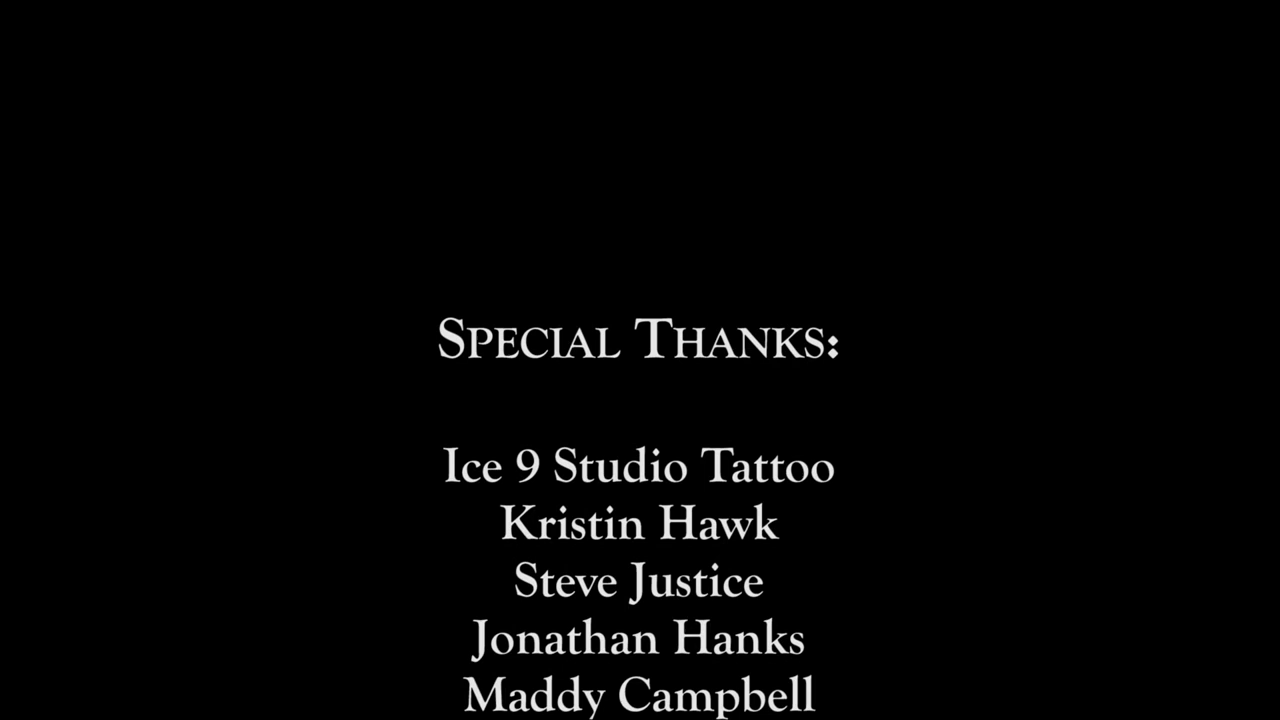 Special Thanks:
Ice 9 Studio Tattoo
Kristin Hawk
Steve Justice
Jonathan Hanks
Maddy Campbell